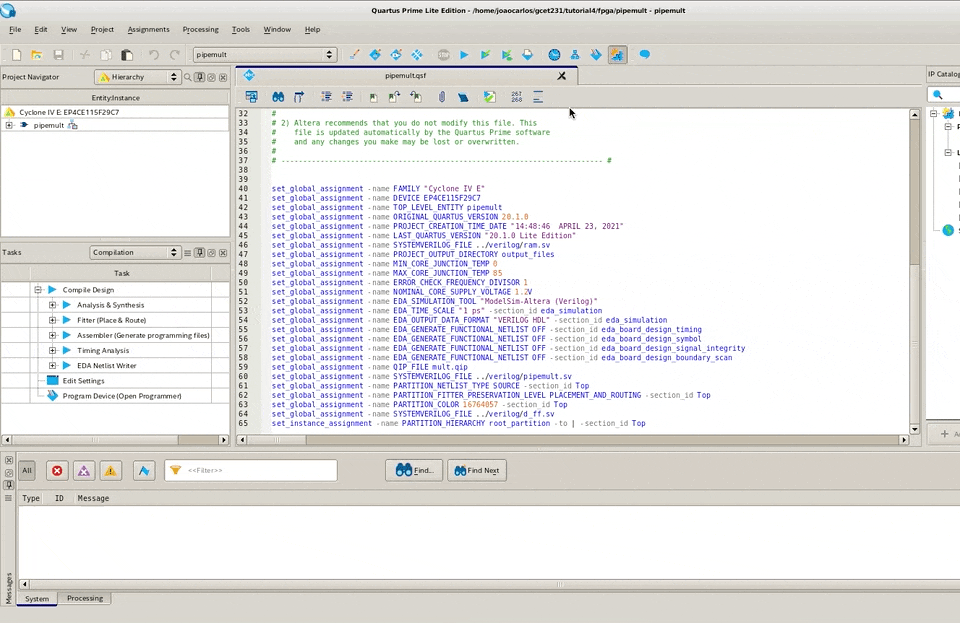 Quartus Prime Lite Edition - /home/joaocarlos/gcet231/tutorial4/fpga/pipemult - pipemult
File Edit View Project Assignments Processing Tools Window Help
pipemult
Project Navigator Hierarchy
Entity:Instance
Cyclone IV E: EP4CE115F29C7
pipemult
Tasks Compilation
Task
Compile Design
Analysis & Synthesis
Fitter (Place & Route)
Assembler (Generate programming files)
Timing Analysis
EDA Netlist Writer
Edit Settings
Program Device (Open Programmer)
pipemult.qsf
267
268
32 #
33 # 2) Altera recommends that you do not modify this file. This
34 # file is updated automatically by the Quartus Prime software
35 # and any changes you make may be lost or overwritten.
36 #
37 # -------------------------------------------------------------------------- #
38
39
40 set_global_assignment -name FAMILY "Cyclone IV E"
41 set_global_assignment -name DEVICE EP4CE115F29C7
42 set_global_assignment -name TOP_LEVEL_ENTITY pipemult
43 set_global_assignment -name ORIGINAL_QUARTUS_VERSION 20.1.0
44 set_global_assignment -name PROJECT_CREATION_TIME_DATE "14:48:46  APRIL 23, 2021"
45 set_global_assignment -name LAST_QUARTUS_VERSION "20.1.0 Lite Edition"
46 set_global_assignment -name SYSTEMVERILOG_FILE ../verilog/ram.sv
47 set_global_assignment -name PROJECT_OUTPUT_DIRECTORY output_files
48 set_global_assignment -name MIN_CORE_JUNCTION_TEMP 0
49 set_global_assignment -name MAX_CORE_JUNCTION_TEMP 85
50 set_global_assignment -name ERROR_CHECK_FREQUENCY_DIVISOR 1
51 set_global_assignment -name NOMINAL_CORE_SUPPLY_VOLTAGE 1.2V
52 set_global_assignment -name EDA_SIMULATION_TOOL "ModelSim-Altera (Verilog)"
53 set_global_assignment -name EDA_TIME_SCALE "1 ps" -section_id eda_simulation
54 set_global_assignment -name EDA_OUTPUT_DATA_FORMAT "VERILOG HDL" -section_id eda_simulation
55 set_global_assignment -name EDA_GENERATE_FUNCTIONAL_NETLIST OFF -section_id eda_board_design_timing
56 set_global_assignment -name EDA_GENERATE_FUNCTIONAL_NETLIST OFF -section_id eda_board_design_symbol
57 set_global_assignment -name EDA_GENERATE_FUNCTIONAL_NETLIST OFF -section_id eda_board_design_signal_integrity
58 set_global_assignment -name EDA_GENERATE_FUNCTIONAL_NETLIST OFF -section_id eda_board_design_boundary_scan
59 set_global_assignment -name QIP_FILE mult.qip
60 set_global_assignment -name SYSTEMVERILOG_FILE ../verilog/pipemult.sv
61 set_global_assignment -name PARTITION_NETLIST_TYPE SOURCE -section_id Top
62 set_global_assignment -name PARTITION_FITTER_PRESERVATION_LEVEL PLACEMENT_AND_ROUTING -section_id Top
63 set_global_assignment -name PARTITION_COLOR 16764057 -section_id Top
64 set_global_assignment -name SYSTEMVERILOG_FILE ../verilog/d_ff.sv
65 set_instance_assignment -name PARTITION_HIERARCHY root_partition -to | -section_id Top
IP Catalog
All <<Filter>> Find... Find Next
Type ID Message
Messages
System Processing